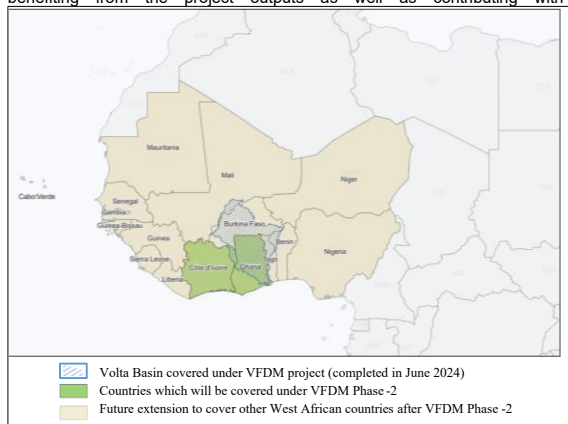 benefiting from the project outputs as well as contributing with
Mauritania
Mali
Niger
Cabo Verde
Senegal
Gambia
Guinea-Bissau
Burkina Faso
Guinea
Benin
Nigeria
Sierra Leone
Côte d'Ivoire
Ghana
Togo
Liberia
Volta Basin covered under VFDM project (completed in June 2024)
Countries which will be covered under VFDM Phase -2
Future extension to cover other West African countries after VFDM Phase -2